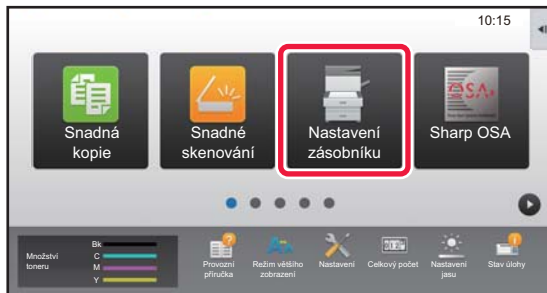 10:15
Snadná
kopie
Snadné
skenování
Nastavení
zásobníku
OSA
Sharp OSA
Množství
toneru
Bk
C
M
Y
Provozní
příručka
Režim většího
zobrazení
Nastavení
Celkový počet
Nastavení
jasu
Stav úlohy